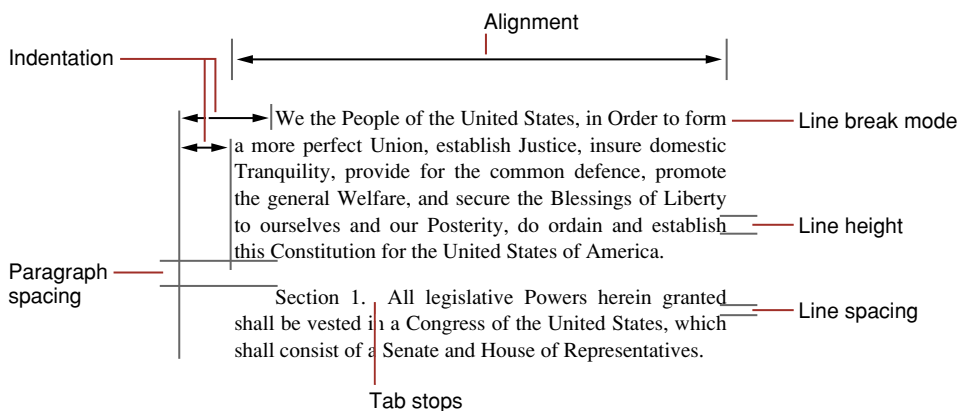 Alignment
Indentation
We the People of the United States, in Order to form
Line break mode
a more perfect Union, establish Justice, insure domestic
Tranquility, provide for the common defence, promote
the general Welfare, and secure the Blessings of Liberty
to ourselves and our Posterity, do ordain and establish
Line height
this Constitution for the United States of America.
Paragraph
spacing
Section 1. All legislative Powers herein granted
Line spacing
shall be vested in a Congress of the United States, which
shall consist of a Senate and House of Representatives.
Tab stops